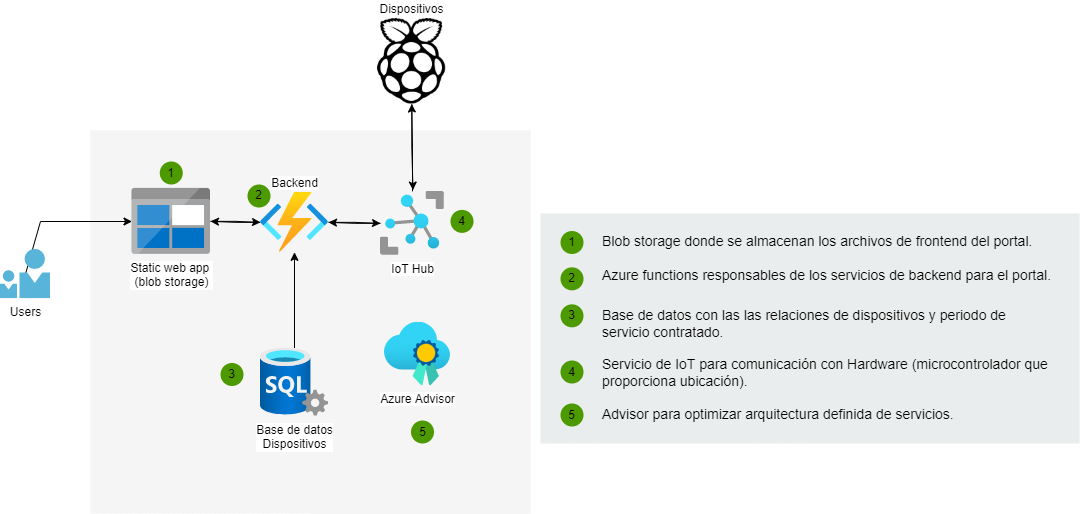 Dispositivos
1
2
Backend
4
Static web app
(blob storage)
IoT Hub
Users
3
SQL
Base de datos
Dispositivos
Azure Advisor
5
1 Blob storage donde se almacenan los archivos de frontend del portal.
2 Azure functions responsables de los servicios de backend para el portal.
3 Base de datos con las las relaciones de dispositivos y periodo de
servicio contratado.
4 Servicio de IoT para comunicación con Hardware (microcontrolador que
proporciona ubicación).
5 Advisor para optimizar arquitectura definida de servicios.